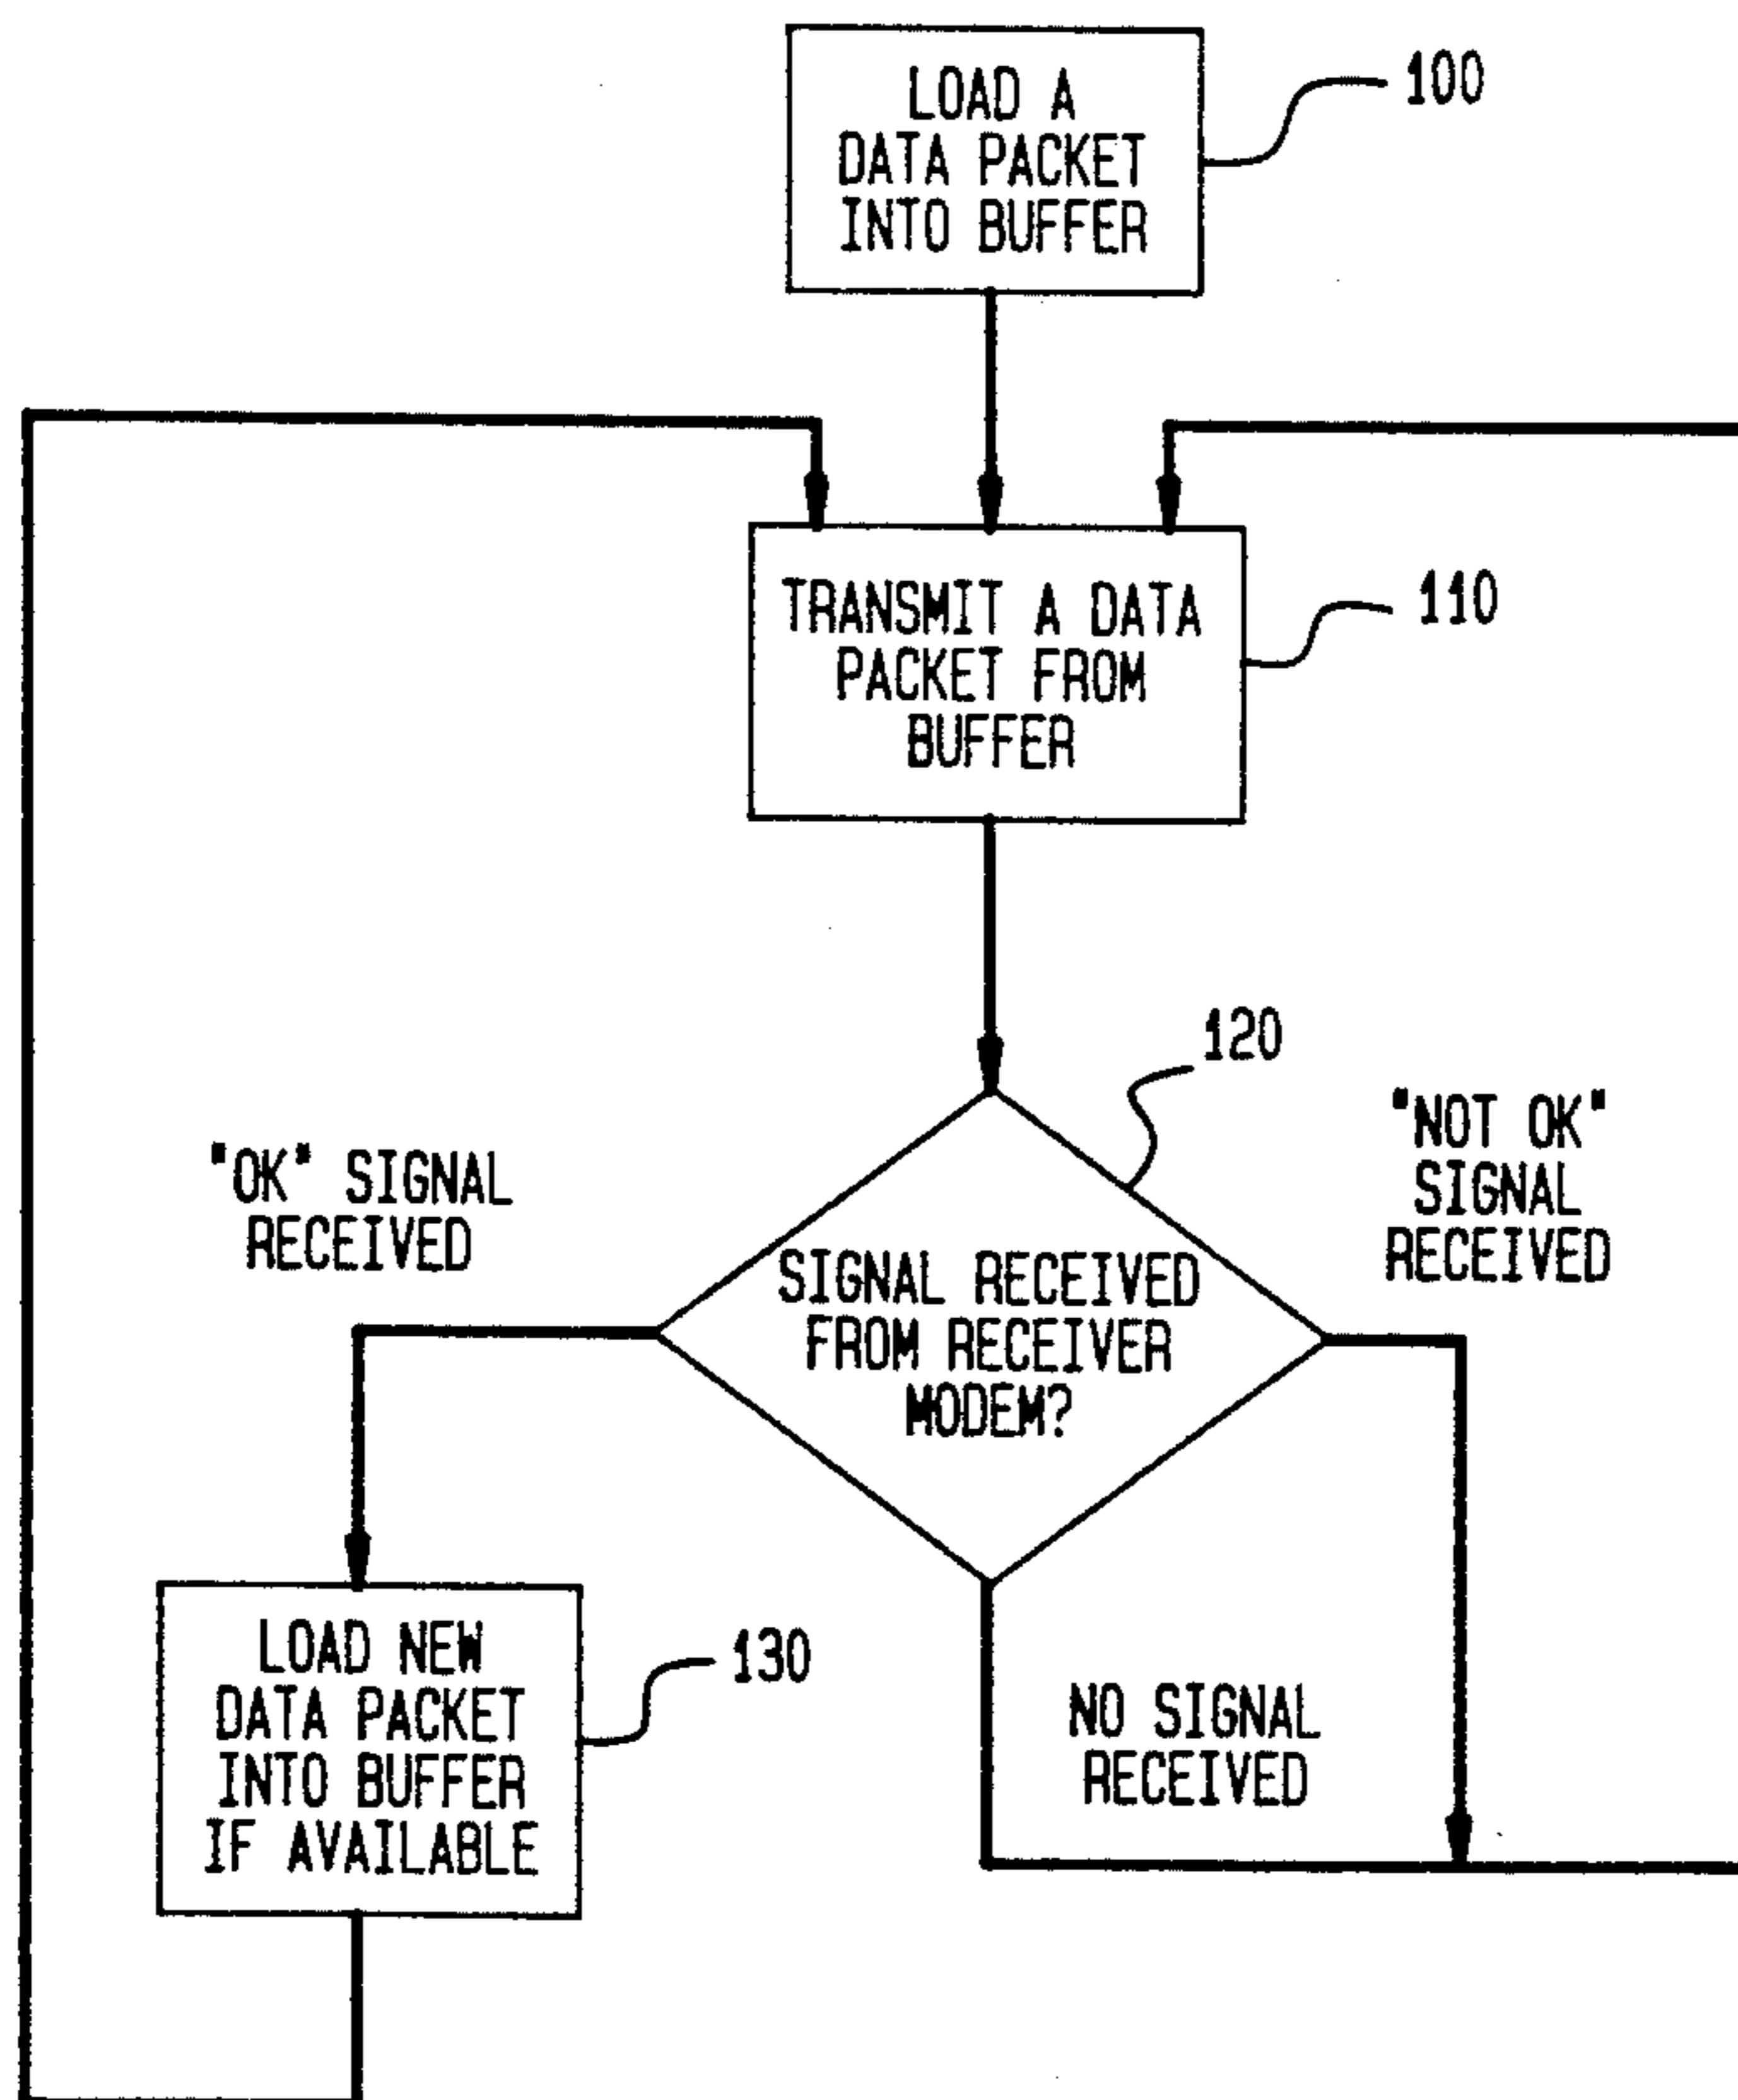 LOAD A
DATA PACKET
INTO BUFFER
100
TRANSMIT A DATA
PACKET FROM
BUFFER
110
120
"OK" SIGNAL
RECEIVED
"NOT OK"
SIGNAL
RECEIVED
SIGNAL RECEIVED
FROM RECEIVER
MODEM?
LOAD NEW
DATA PACKET
INTO BUFFER
IF AVAILABLE
130
NO SIGNAL
RECEIVED